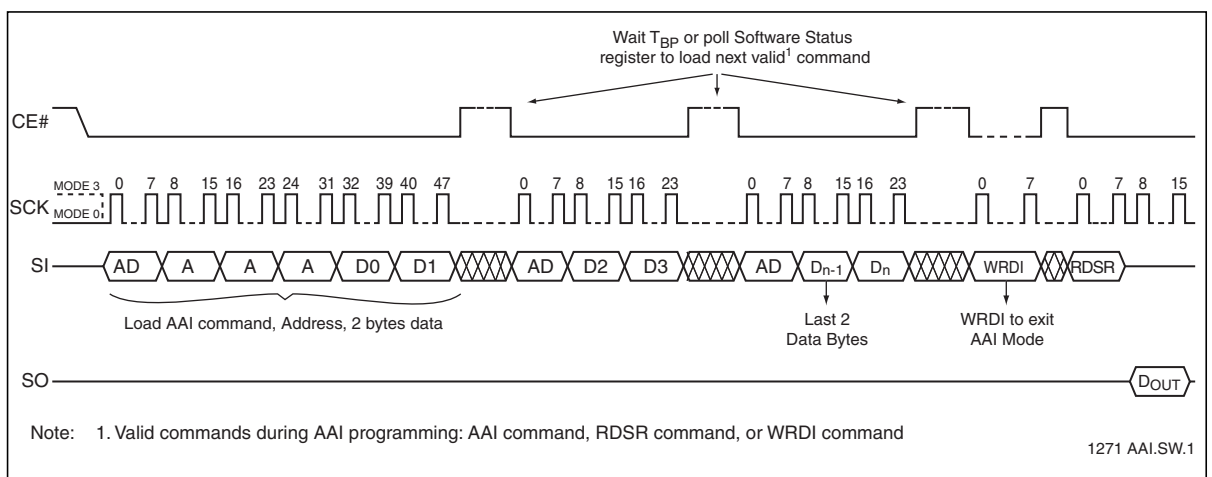 Wait TBP or poll Software Status
register to load next valid1 command
CE#
MODE 3
SCK
MODE 0
0 7 8 15 16 23 24 31 32 39 40 47 0 7 8 15 16 23 0 7 8 15 16 23 0 7 0 7 8 15
SI
AD A A A D0 D1 AD D2 D3 AD Dn-1 Dn WRDI RDSR
Load AAI command, Address, 2 bytes data
Last 2
Data Bytes
WRDI to exit
AAI Mode
SO
DOUT
Note: 1. Valid commands during AAI programming: AAI command, RDSR command, or WRDI command
1271 AAI.SW.1